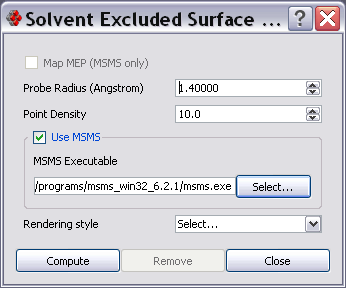 Solvent Excluded Surface ...
Map MEP (MSMS only)
Probe Radius (Angstrom) 1.40000
Point Density 10.0
Use MSMS
MSMS Executable
/programs/msms_win32_6.2.1/msms.exe Select...
Rendering style Select...
Compute Remove Close